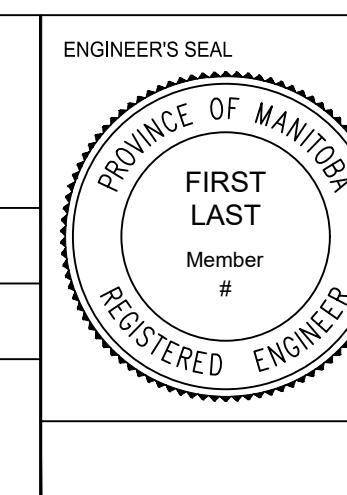 ENGINEER'S SEAL
PROVINCE OF MANITOBA
FIRST
LAST
Member
#
REGISTERED ENGINEER